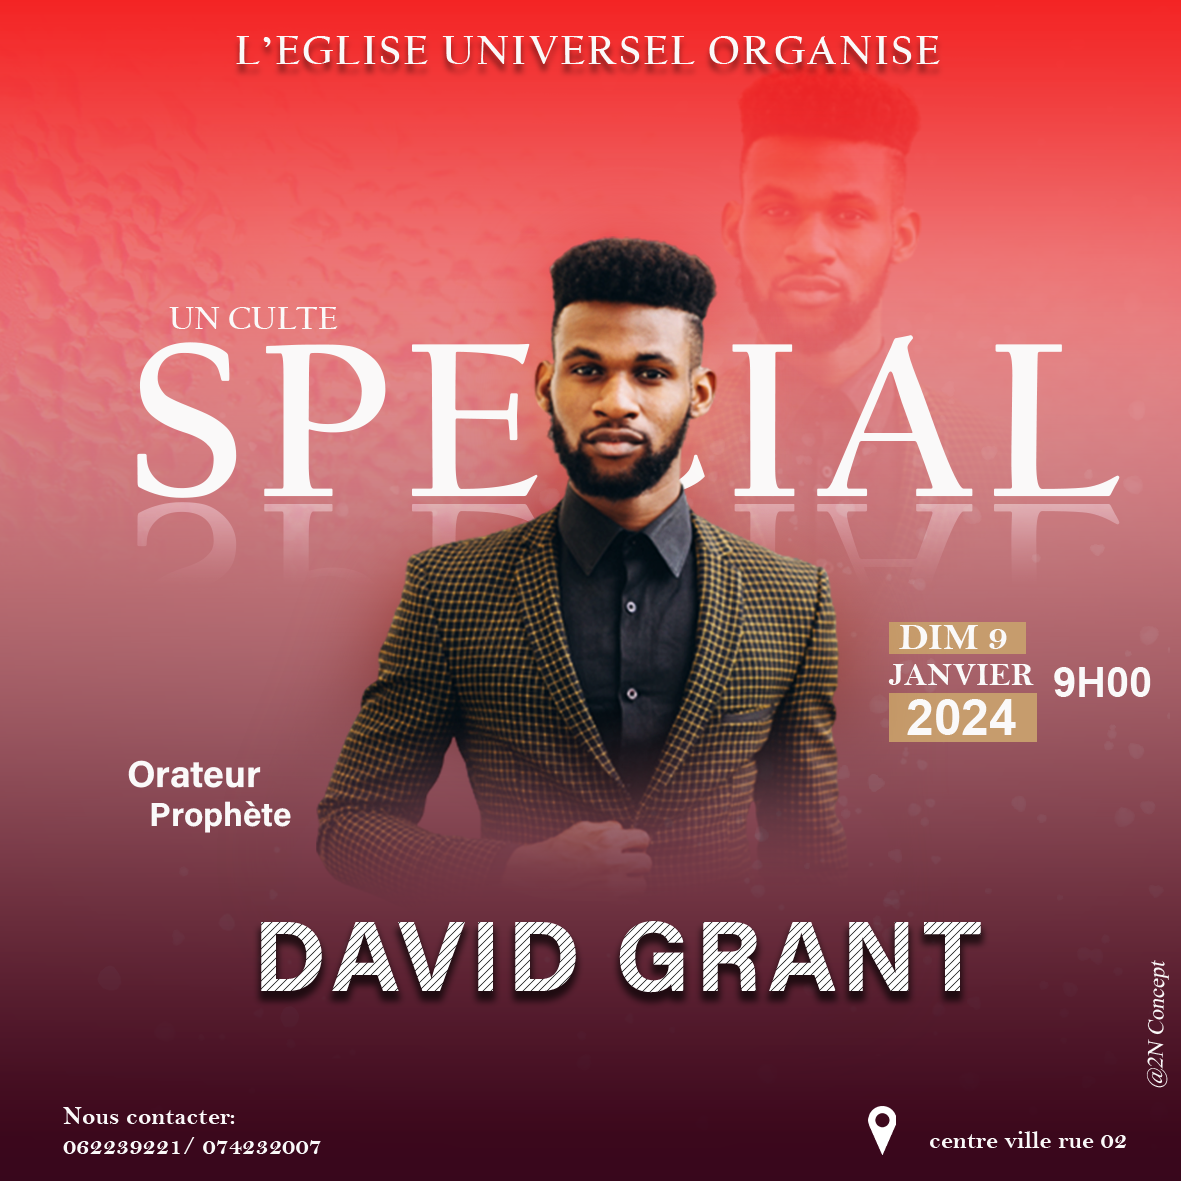 L'EGLISE UNIVERSEL ORGANISE
UN CULTE
SPECIAL
DIM 9
JANVIER
2024
9H00
Orateur
Prophète
DAVID GRANT
@2N Concept
Nous contacter:
062239221/ 074232007
centre ville rue 02